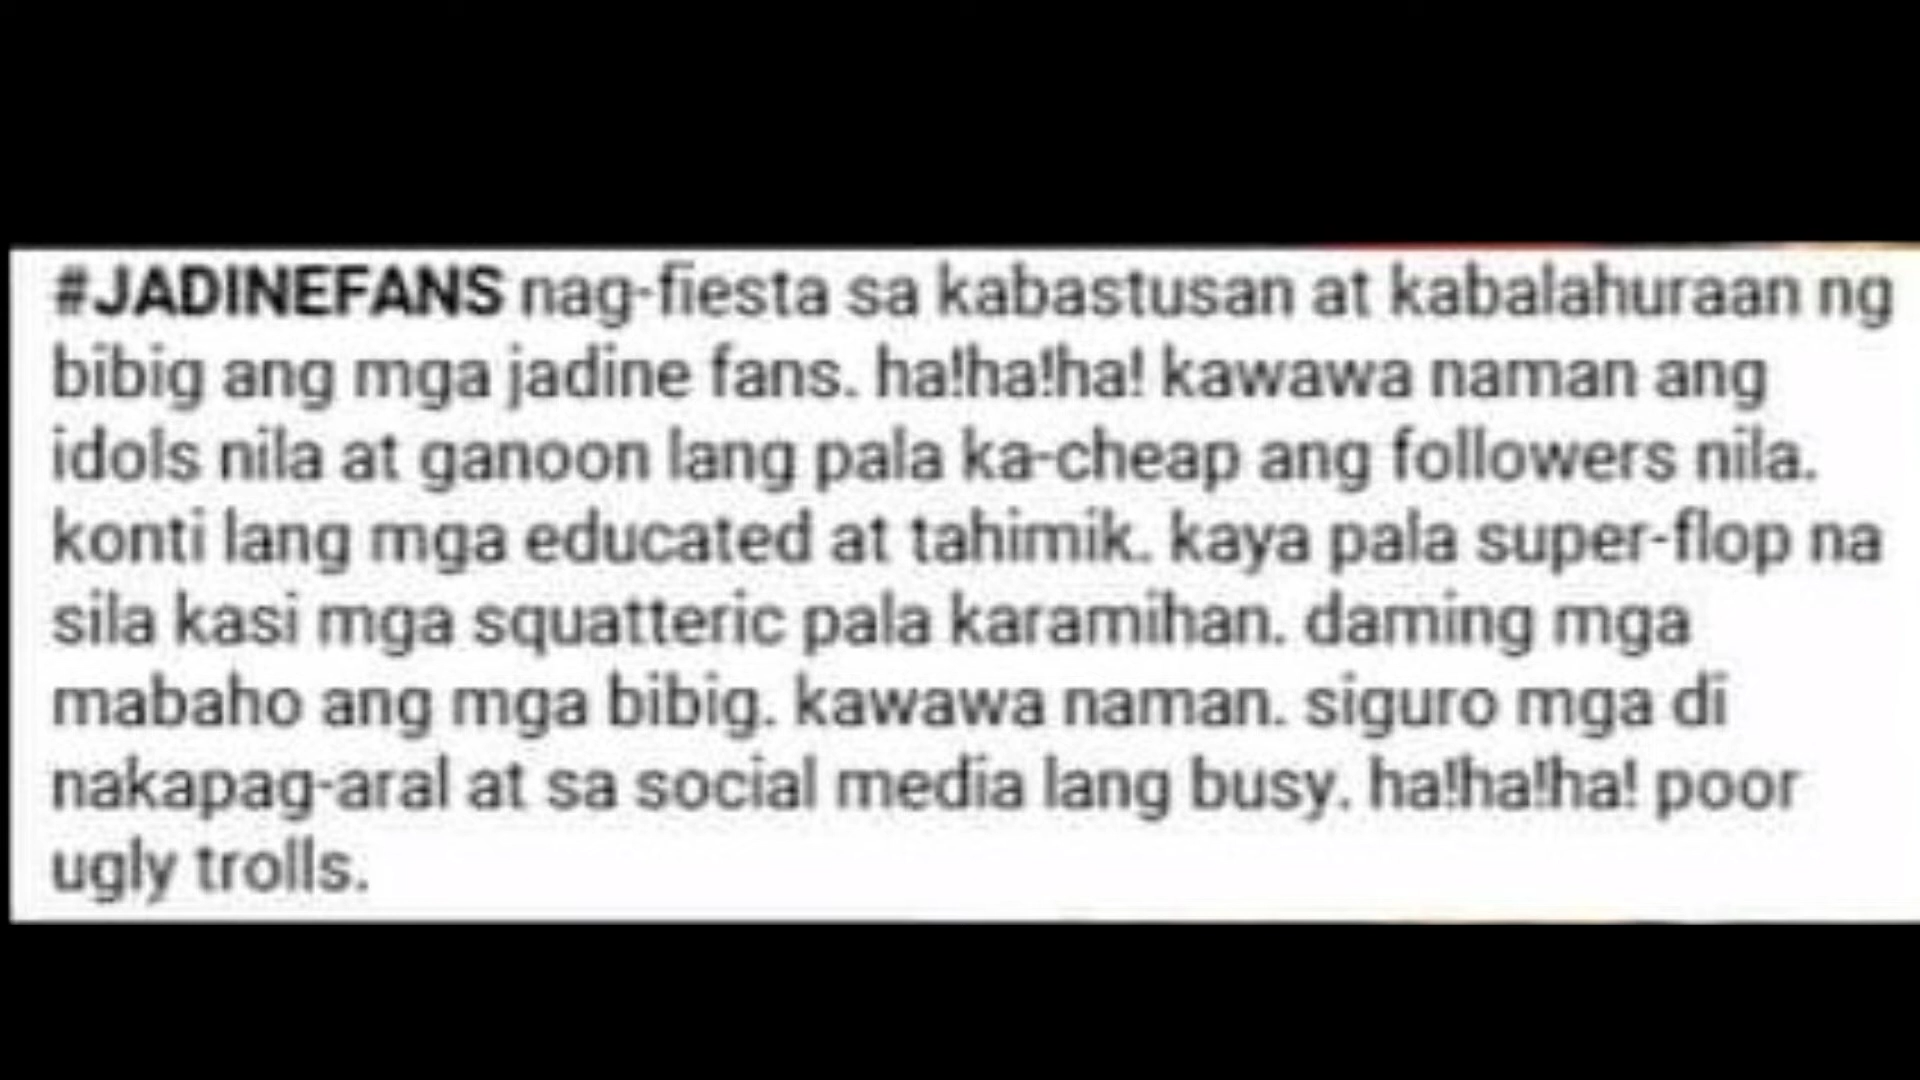 #JADINEFANS nag-fiesta sa kabastusan at kabalahuraan ng
bibig ang mga jadine fans. ha!ha!ha! kawawa naman ang
idols nila at ganoon lang pala ka-cheap ang followers nila.
konti lang mga educated at tahimik. kaya pala super-flop na
sila kasi mga squatteric pala karamihan. daming mga
mabaho ang mga bibig. kawawa naman. siguro mga di
nakapag-aral at sa social media lang busy. ha!ha!ha! poor
ugly trolls.